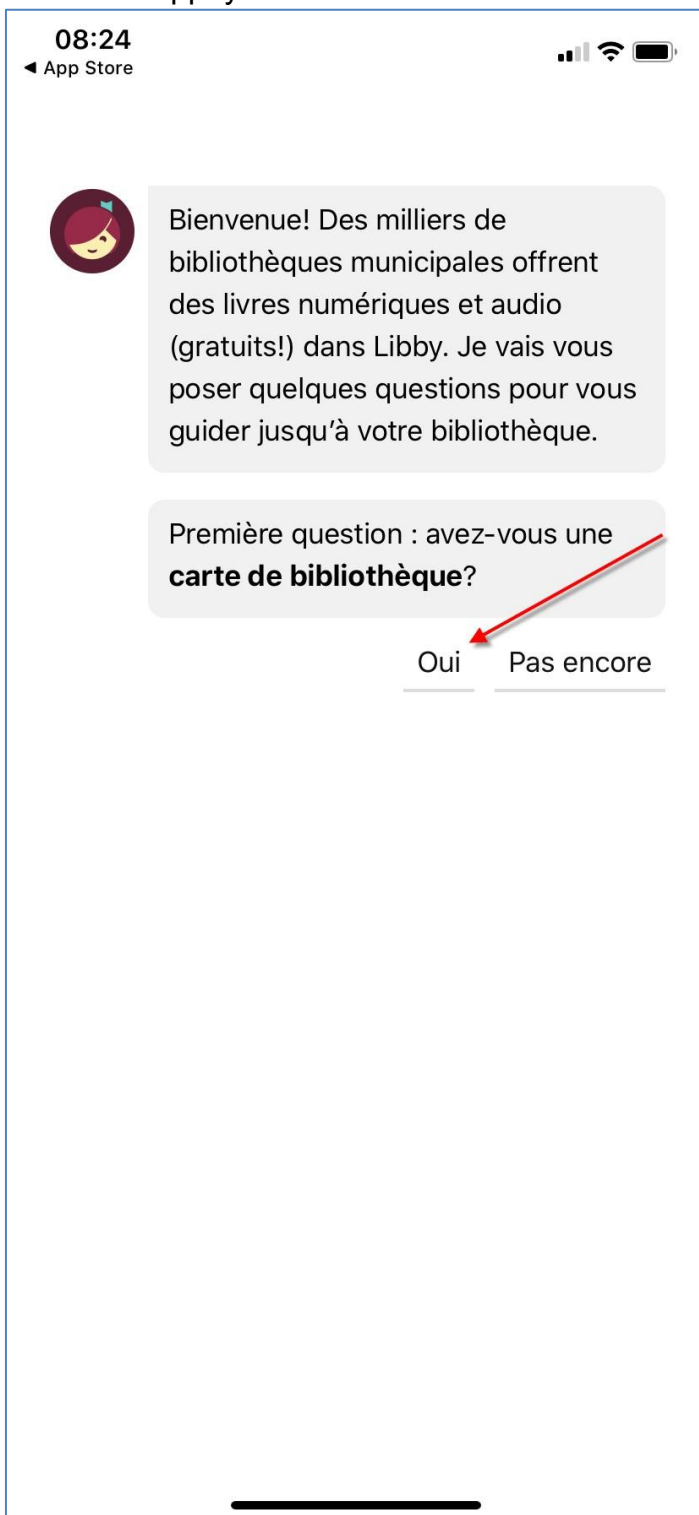 08:24
◀ App Store
Bienvenue! Des milliers de
bibliothèques municipales offrent
des livres numériques et audio
(gratuits!) dans Libby. Je vais vous
poser quelques questions pour vous
guider jusqu'à votre bibliothèque.
Première question : avez-vous une
carte de bibliothèque?
Oui Pas encore